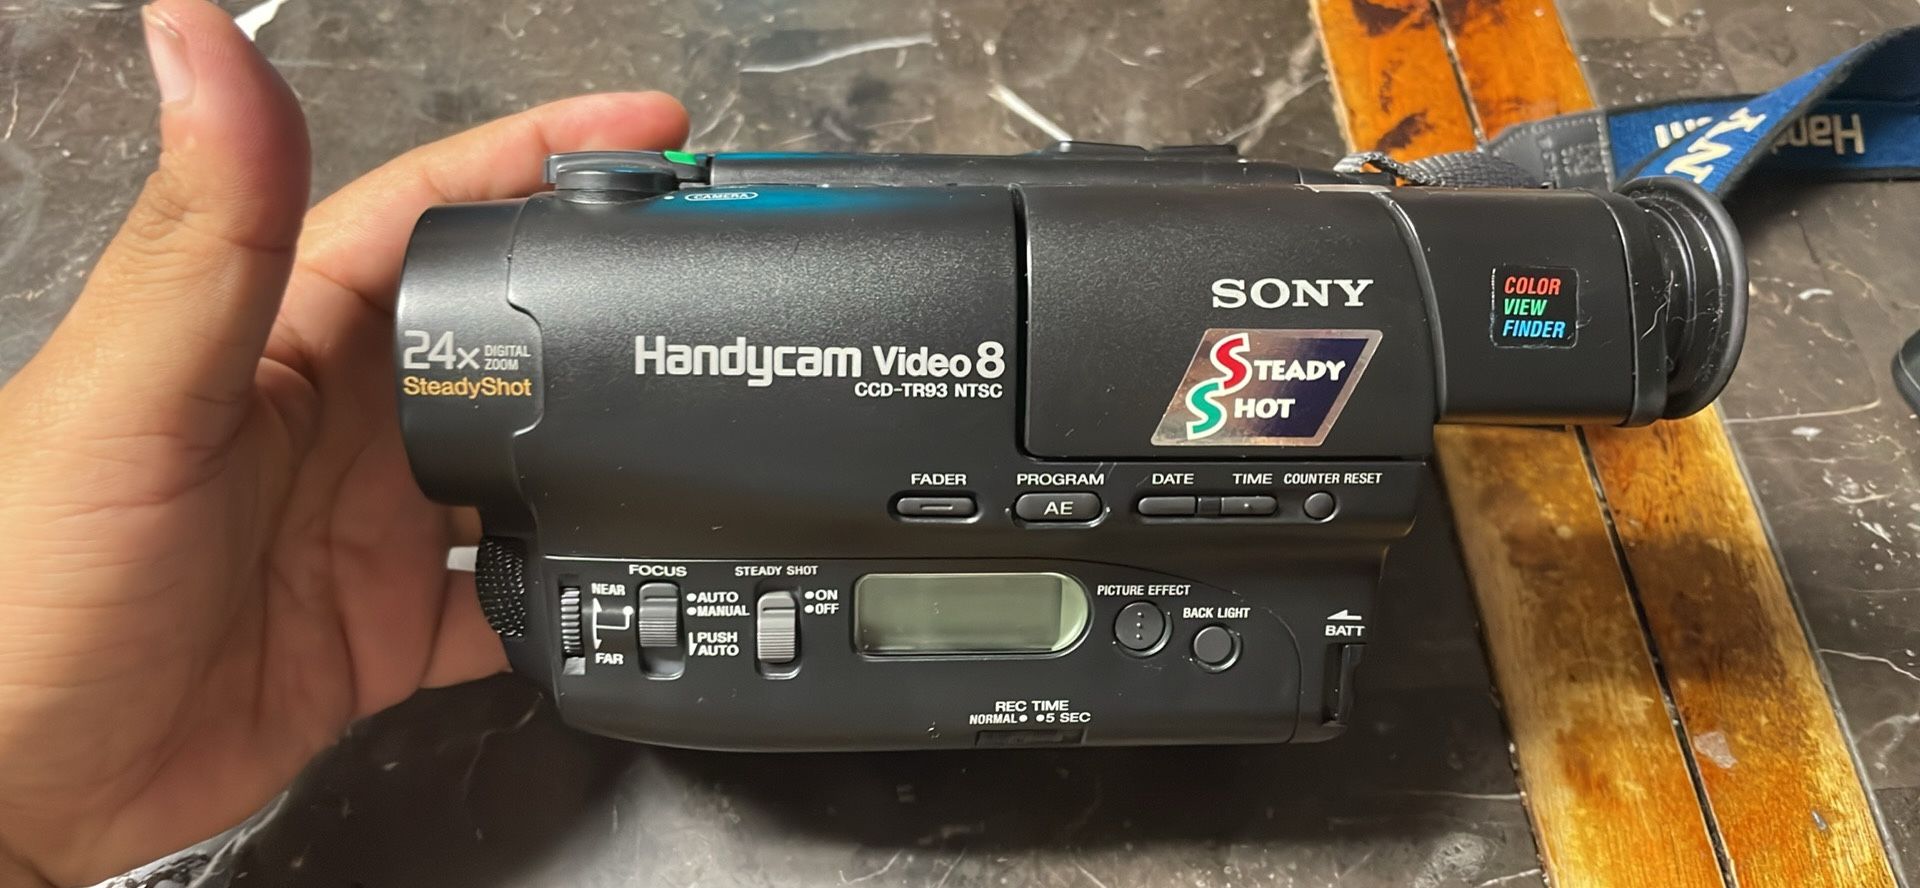 CAMERA
SONY
COLOR
VIEW
FINDER
24x DIGITAL ZOOM
SteadyShot
Handycam Video 8
CCD-TR93 NTSC
STEADY
SHOT
FADER
PROGRAM
AE
DATE TIME
COUNTER RESET
FOCUS
NEAR
FAR
AUTO
MANUAL
PUSH
AUTO
STEADY SHOT
ON
OFF
PICTURE EFFECT
BACK LIGHT
BATT
REC TIME
NORMAL 5 SEC